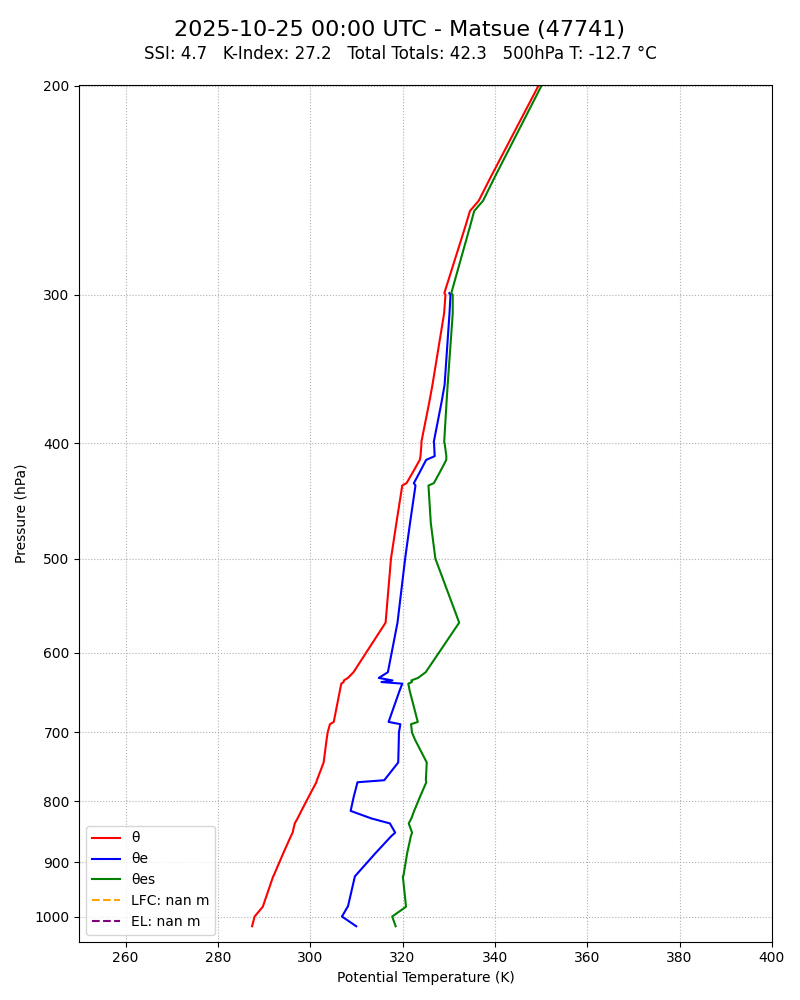 2025-10-25 00:00 UTC - Matsue (47741)
SSI: 4.7 K-Index: 27.2 Total Totals: 42.3 500hPa T: -12.7 °C
200
300
400
500
600
700
800
900
1000
Pressure (hPa)
θ
θe
θes
LFC: nan m
EL: nan m
260 280 300 320 340 360 380 400
Potential Temperature (K)